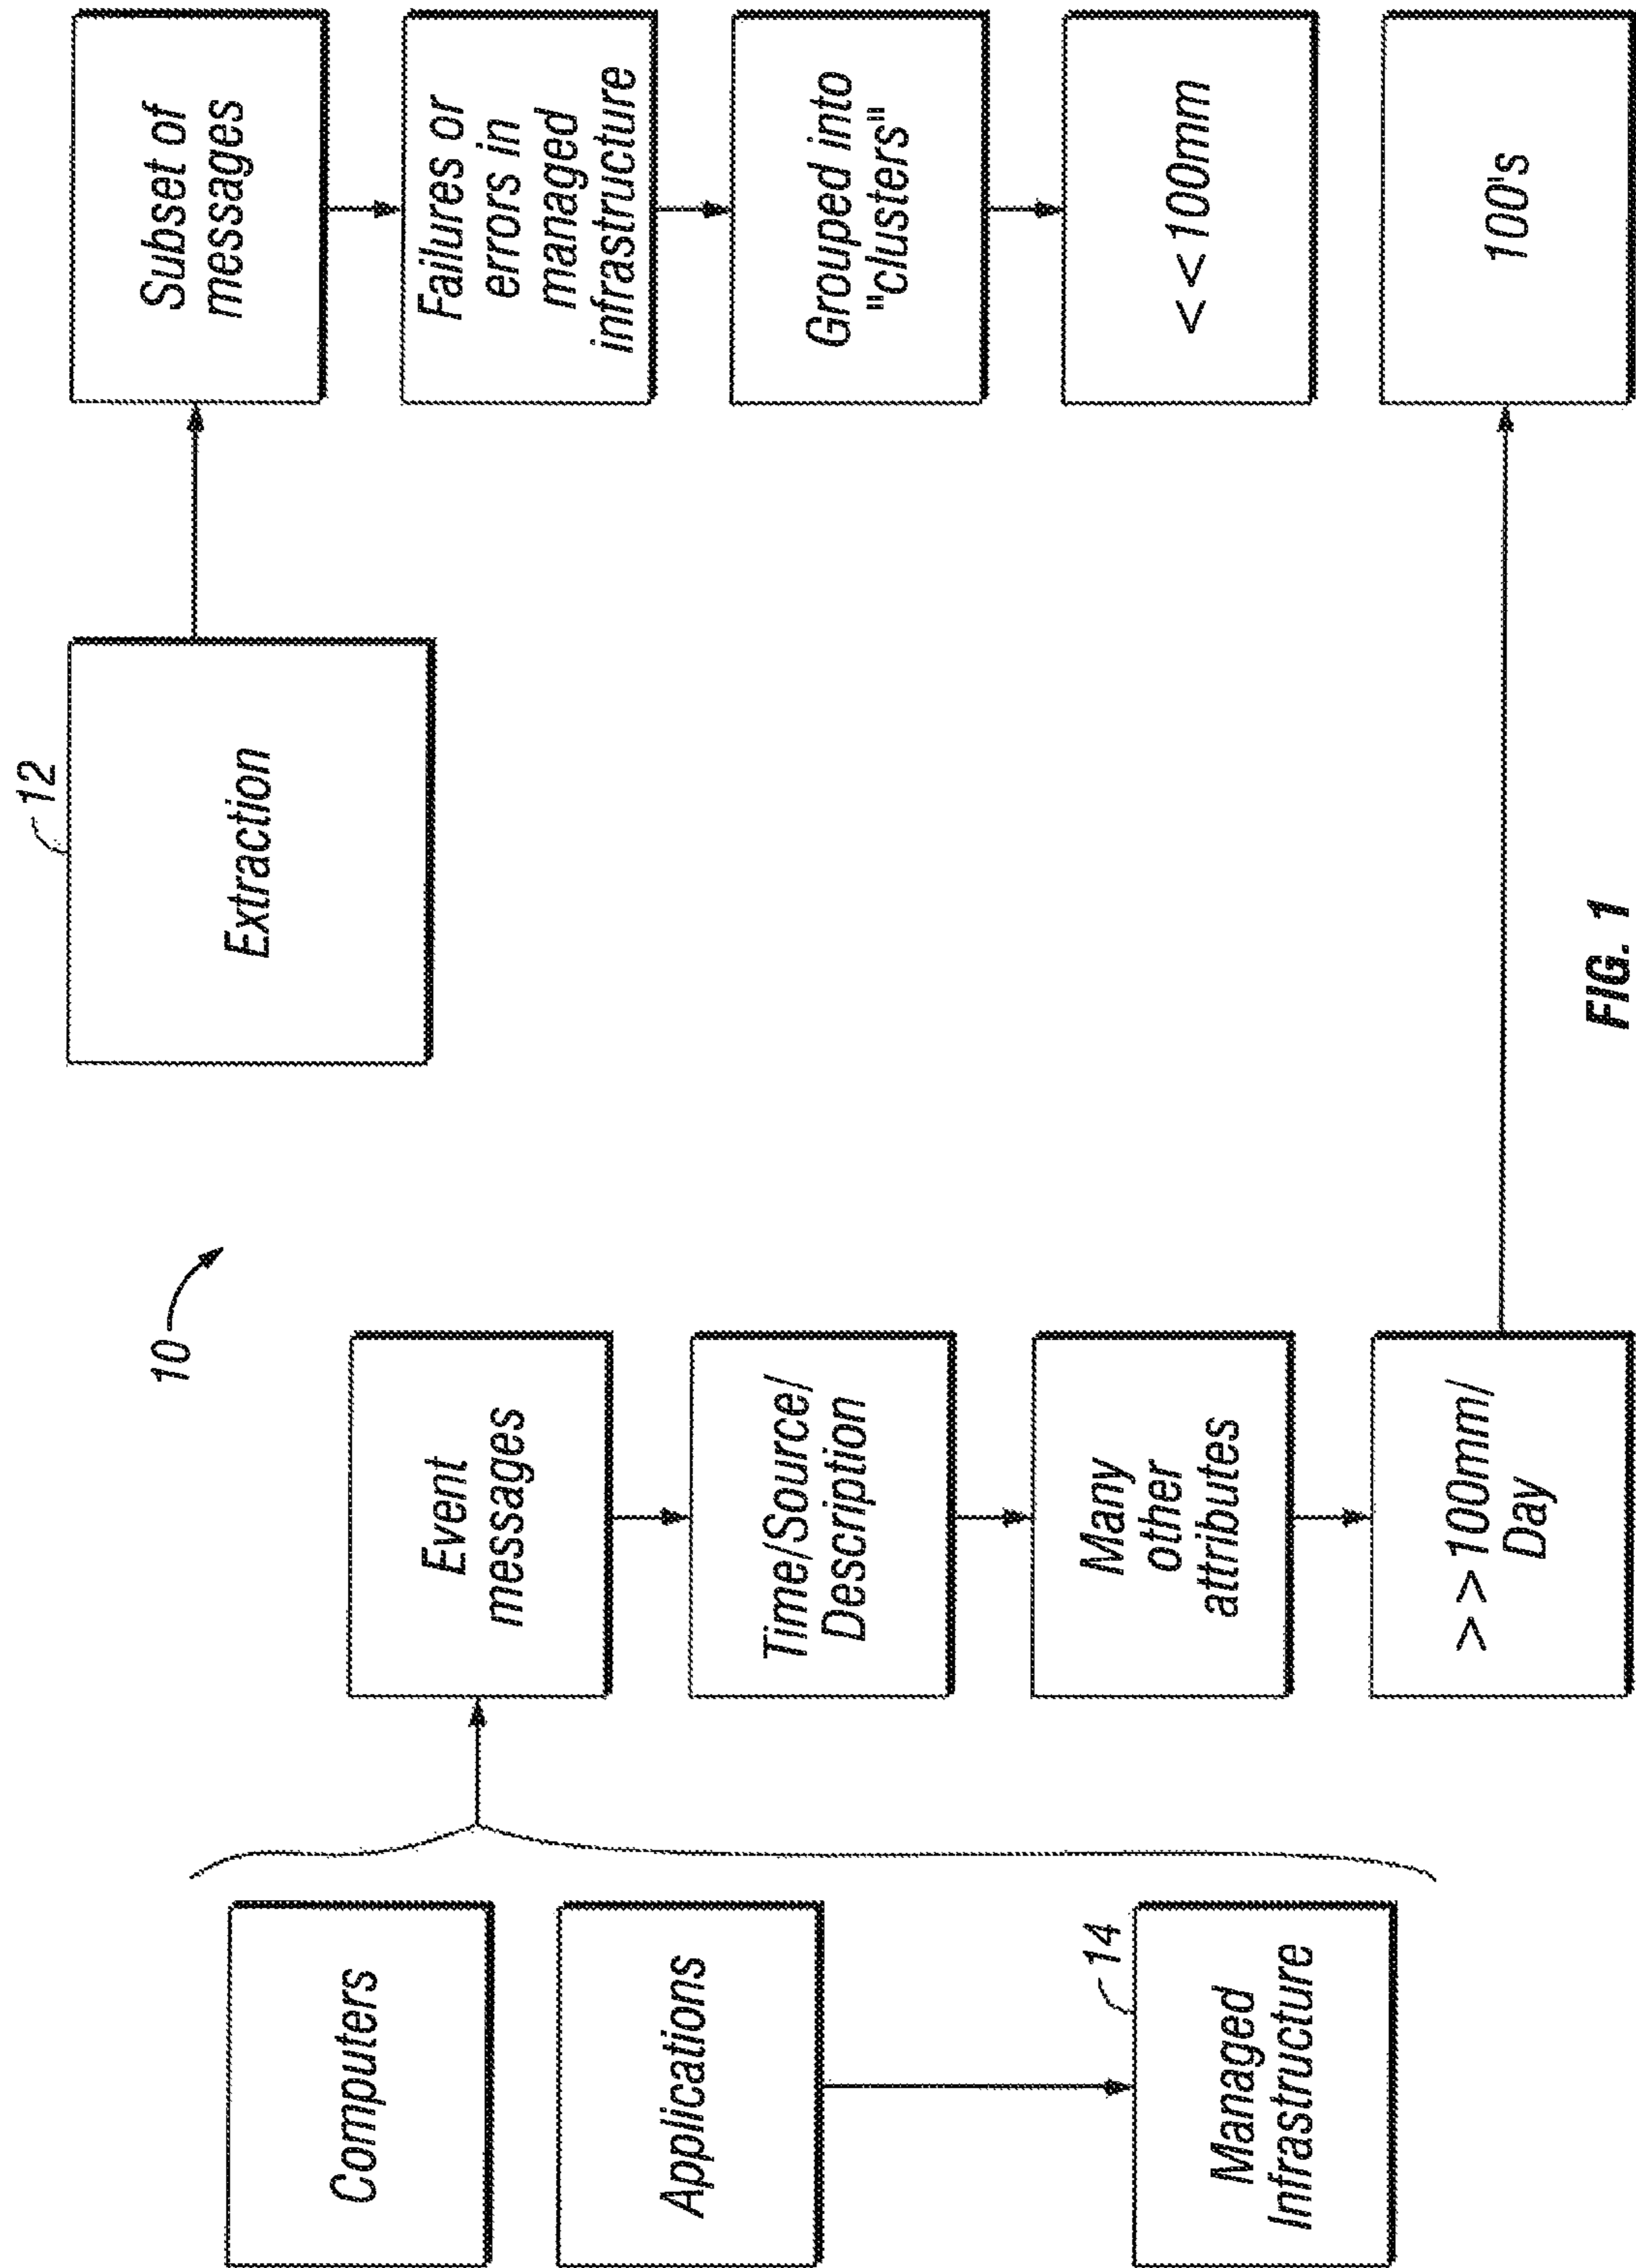 Computers
Applications
14
Managed
Infrastructure
10
Event
messages
Time/Source/
Description
Many
other
attributes
>>100mm/
Day
12
Extraction
Subset of
messages
Failures or
errors in
managed
infrastructure
Grouped into
"clusters"
<<100mm
100's
FIG. 1